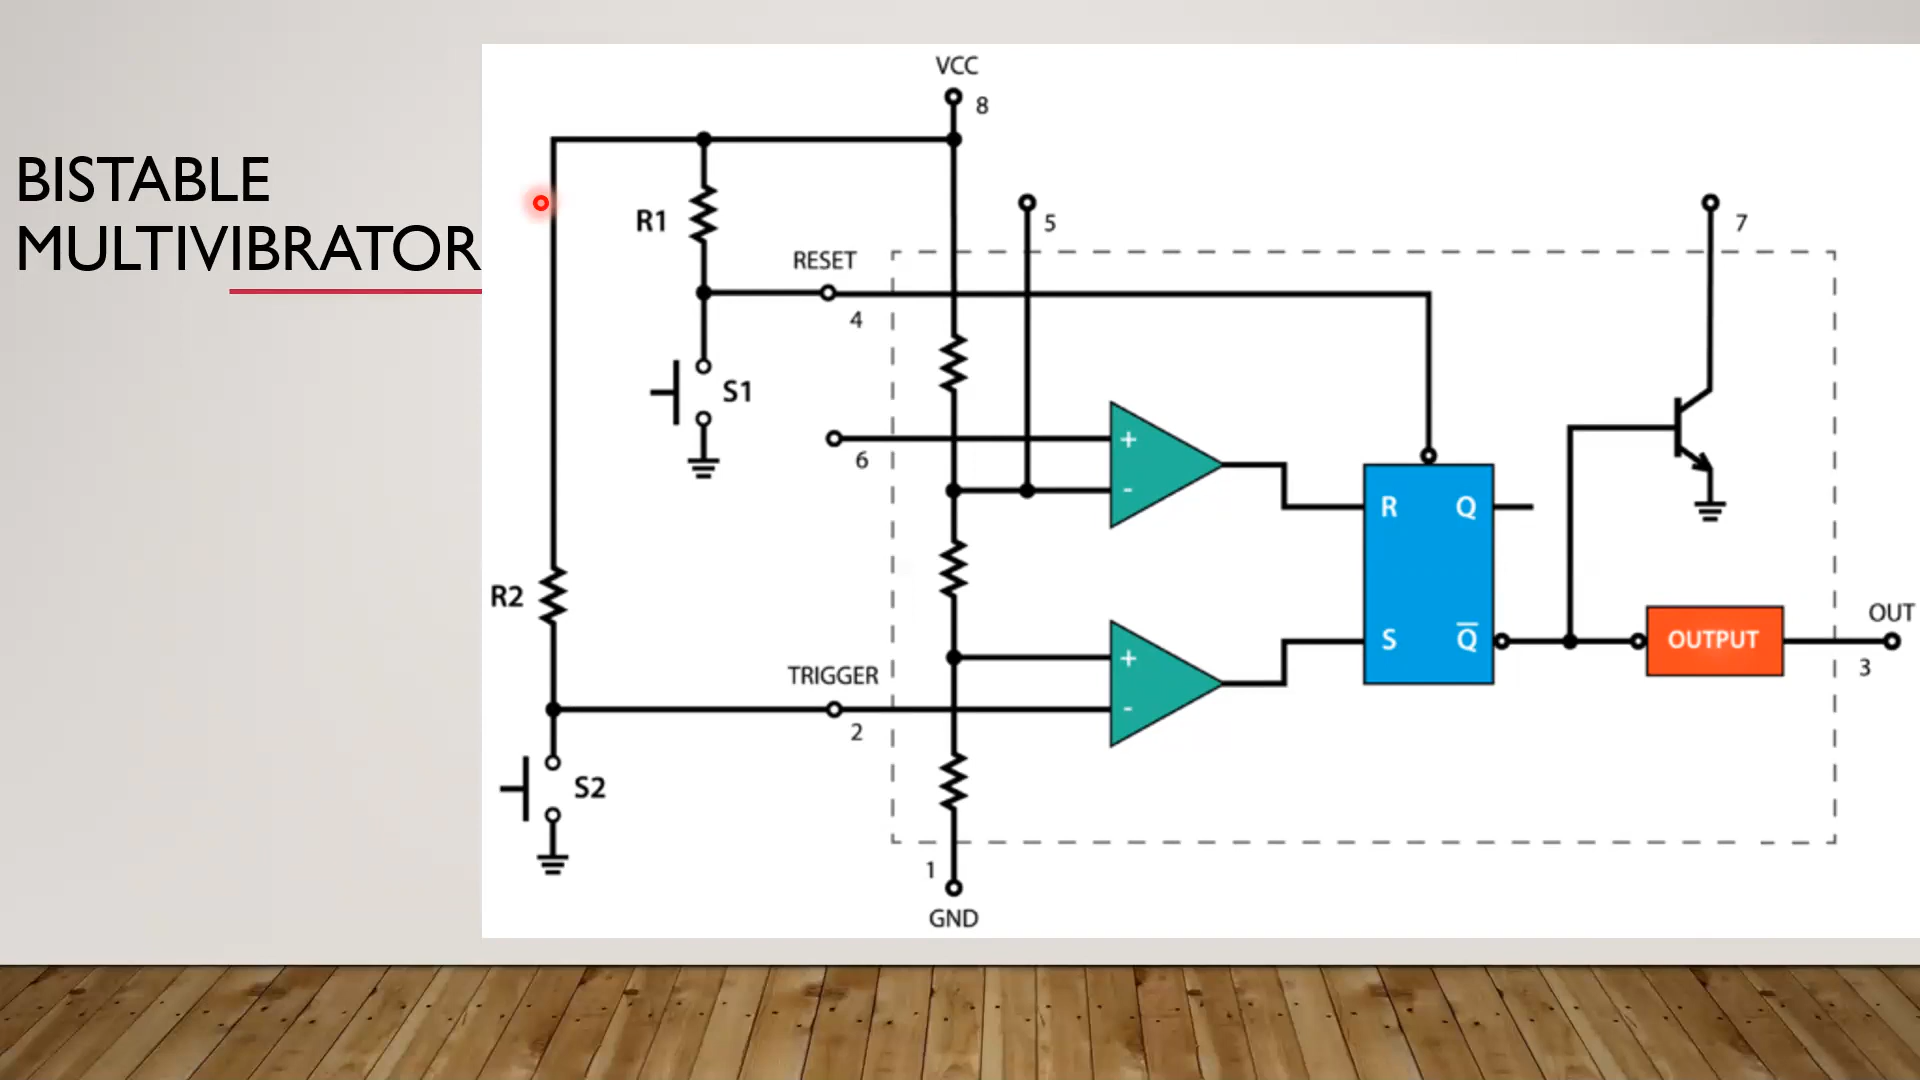 BISTABLE
MULTIVIBRATOR
VCC
8
5
7
R1
RESET
4
S1
6
+
-
R Q
R2
S Q̅
OUTPUT
OUT
3
TRIGGER
2
+
-
S2
1
GND